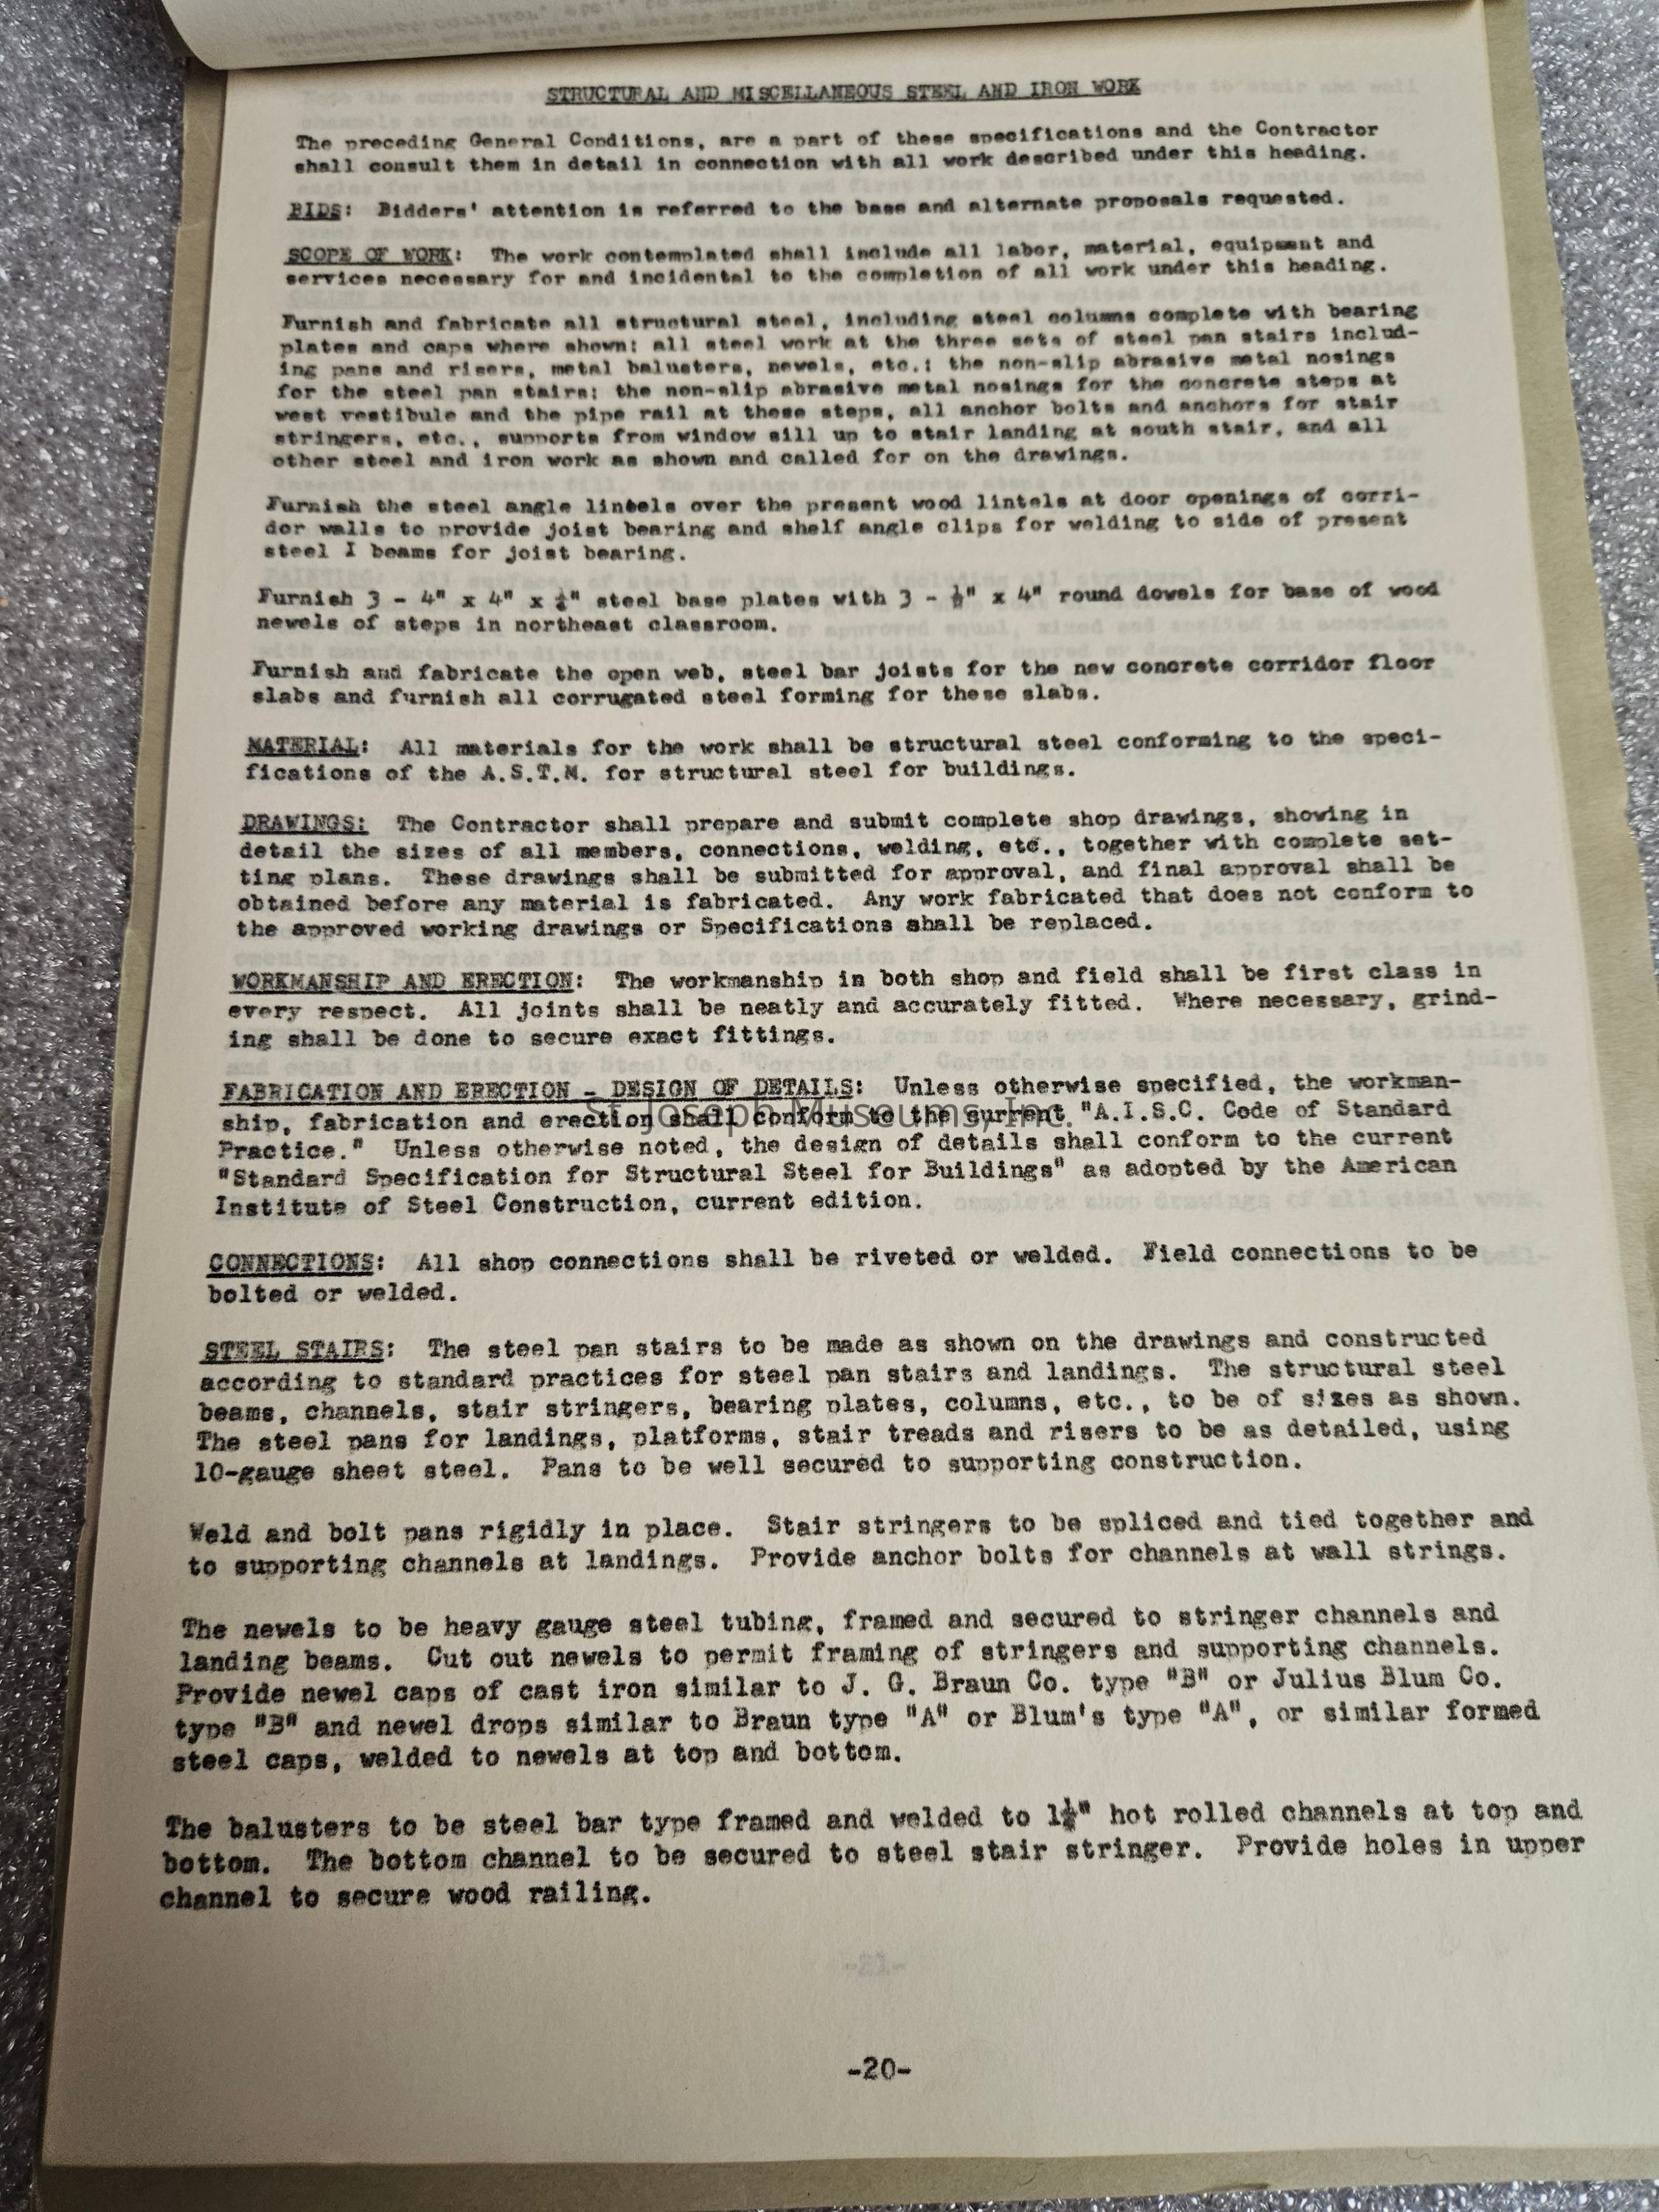 STRUCTURAL AND MISCELLANEOUS STEEL AND IRON WORK
The preceding General Conditions, are a part of these specifications and the Contractor
shall consult them in detail in connection with all work described under this heading.
BIDS: Bidders' attention is referred to the base and alternate proposals requested.
SCOPE OF WORK: The work contemplated shall include all labor, material, equipment and
services necessary for and incidental to the completion of all work under this heading.
Furnish and fabricate all structural steel, including steel columns complete with bearing
plates and caps where shown; all steel work at the three sets of steel pan stairs includ-
ing pans and risers, metal balusters, newels, etc.; the non-slip abrasive metal nosings
for the steel pan stairs; the non-slip abrasive metal nosings for the concrete steps at
west vestibule and the pipe rail at these steps, all anchor bolts and anchors for stair
stringers, etc., supports from window sill up to stair landing at south stair, and all
other steel and iron work as shown and called for on the drawings.
Furnish the steel angle lintels over the present wood lintels at door openings of corri-
dor walls to provide joist bearing and shelf angle clips for welding to side of present
steel I beams for joist bearing.
Furnish 3 - 4" x 4" x steel base plates with 3 - x 4" round dowels for base of wood
newels of steps in northeast classroom.
Furnish and fabricate the open web, steel bar joists for the new concrete corridor floor
slabs and furnish all corrugated steel forming for these slabs.
MATERIAL: All materials for the work shall be structural steel conforming to the speci-
fications of the A.S.T.M. for structural steel for buildings.
DRAWINGS: The Contractor shall prepare and submit complete shop drawings, showing in
detail the sizes of all members, connections, welding, etc., together with complete set-
ting plans. These drawings shall be submitted for approval, and final approval shall be
obtained before any material is fabricated. Any work fabricated that does not conform to
the approved working drawings or Specifications shall be replaced.
WORKMANSHIP AND ERECTION: The workmanship in both shop and field shall be first class in
every respect. All joints shall be neatly and accurately fitted. Where necessary, grind-
ing shall be done to secure exact fittings.
FABRICATION AND ERECTION - DESIGN OF DETAILS: Unless otherwise specified, the workman-
ship, fabrication and erection shall conform to the current "A.I.S.C. Code of Standard
St. Joseph Museums, Inc.
Practice." Unless otherwise noted, the design of details shall conform to the current
"Standard Specification for Structural Steel for Buildings" as adopted by the American
Institute of Steel Construction, current edition.
CONNECTIONS: All shop connections shall be riveted or welded. Field connections to be
bolted or welded.
STEEL STAIRS: The steel pan stairs to be made as shown on the drawings and constructed
according to standard practices for steel pan stairs and landings. The structural steel
beams, channels, stair stringers, bearing plates, columns, etc., to be of sizes as shown.
The steel pans for landings, platforms, stair treads and risers to be as detailed, using
10-gauge sheet steel. Pans to be well secured to supporting construction.
Weld and bolt pans rigidly in place. Stair stringers to be spliced and tied together and
to supporting channels at landings. Provide anchor bolts for channels at wall strings.
The newels to be heavy gauge steel tubing, framed and secured to stringer channels and
landing beams. Cut out newels to permit framing of stringers and supporting channels.
Provide newel caps of cast iron similar to J. G. Braun Co. type "B" or Julius Blum Co.
type "B" and newel drops similar to Braun type "A" or Blum's type "A", or similar formed
steel caps, welded to newels at top and bottom.
The balusters to be steel bar type framed and welded to hot rolled channels at top and
bottom. The bottom channel to be secured to steel stair stringer. Provide holes in upper
channel to secure wood railing.
-20-